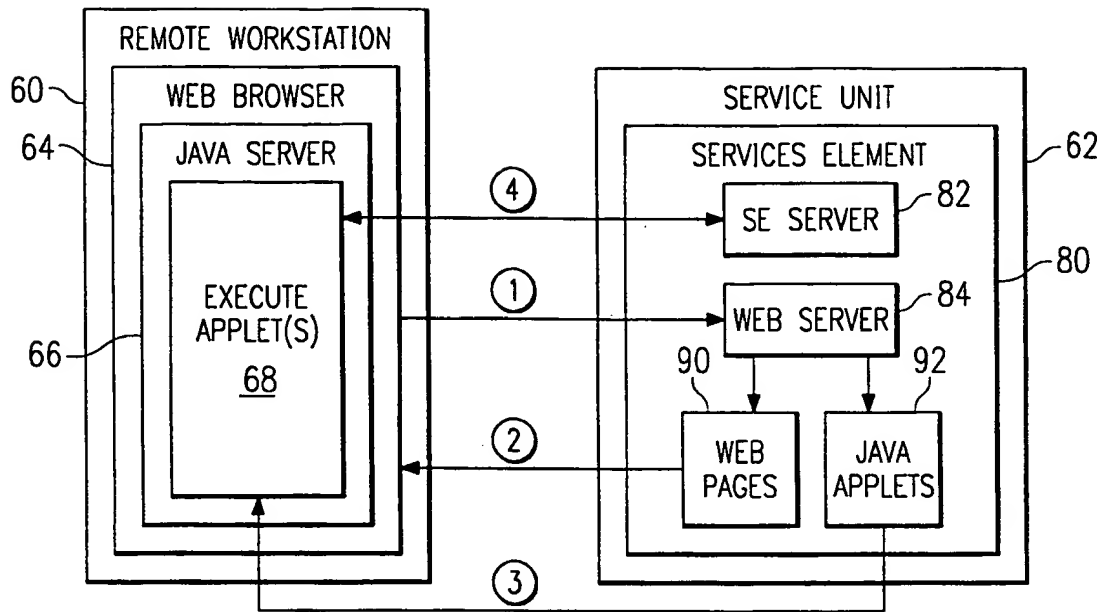 REMOTE WORKSTATION
60
WEB BROWSER
64
JAVA SERVER
66
EXECUTE
APPLET(S)
68
4
1
2
3
SERVICE UNIT
62
SERVICES ELEMENT
80
SE SERVER
82
WEB SERVER
84
90
WEB
PAGES
92
JAVA
APPLETS